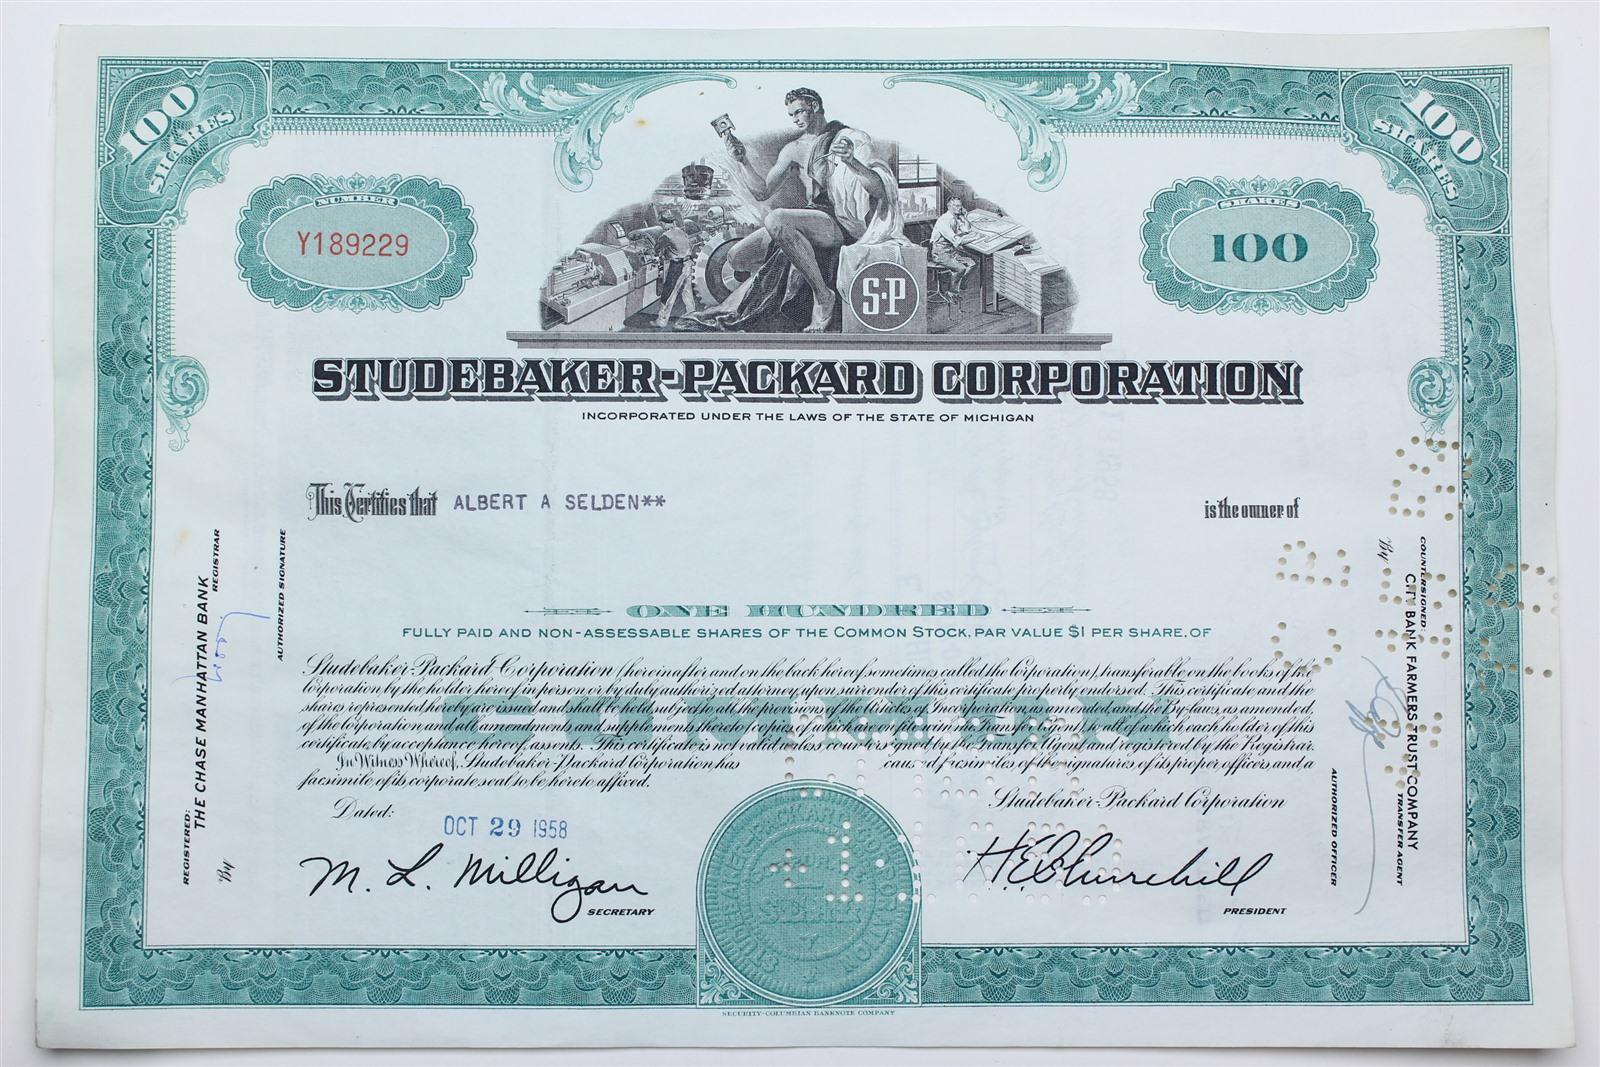 100 SHARES
100 SHARES
NUMBER
Y189229
SHARES
100
S·P
STUDEBAKER-PACKARD CORPORATION
INCORPORATED UNDER THE LAWS OF THE STATE OF MICHIGAN
This Certifies that ALBERT A SELDEN** is the owner of
ONE HUNDRED
FULLY PAID AND NON-ASSESSABLE SHARES OF THE COMMON STOCK, PAR VALUE $1 PER SHARE, OF
COMMON
Studebaker-Packard Corporation (hereinafter and on the back hereof sometimes called the Corporation), transferable on the books of the
Corporation by the holder hereof in person or by duly authorized attorney, upon surrender of this certificate properly endorsed. This certificate and the
shares represented hereby are issued and shall be held subject to all the provisions of the Articles of Incorporation, as amended, and the By-laws, as amended,
of the Corporation and all amendments and supplements thereto (copies of which are on file with the Transfer Agent), to all of which each holder of this
certificate, by acceptance hereof, assents. This certificate is not valid unless countersigned by the Transfer Agent and registered by the Registrar.
In Witness Whereof, Studebaker-Packard Corporation has caused facsimiles of the signatures of its proper officers, and a
facsimile of its corporate seal to be hereto affixed.
Dated: Studebaker-Packard Corporation
OCT 29 1958
M. L. Milligan
SECRETARY
H E Churchill
PRESIDENT
STUDEBAKER-PACKARD CORPORATION
REGISTERED:
THE CHASE MANHATTAN BANK
REGISTRAR
By
AUTHORIZED SIGNATURE
COUNTERSIGNED:
CITY BANK FARMERS TRUST COMPANY
TRANSFER AGENT
By
AUTHORIZED OFFICER
SECURITY-COLUMBIAN BANKNOTE COMPANY